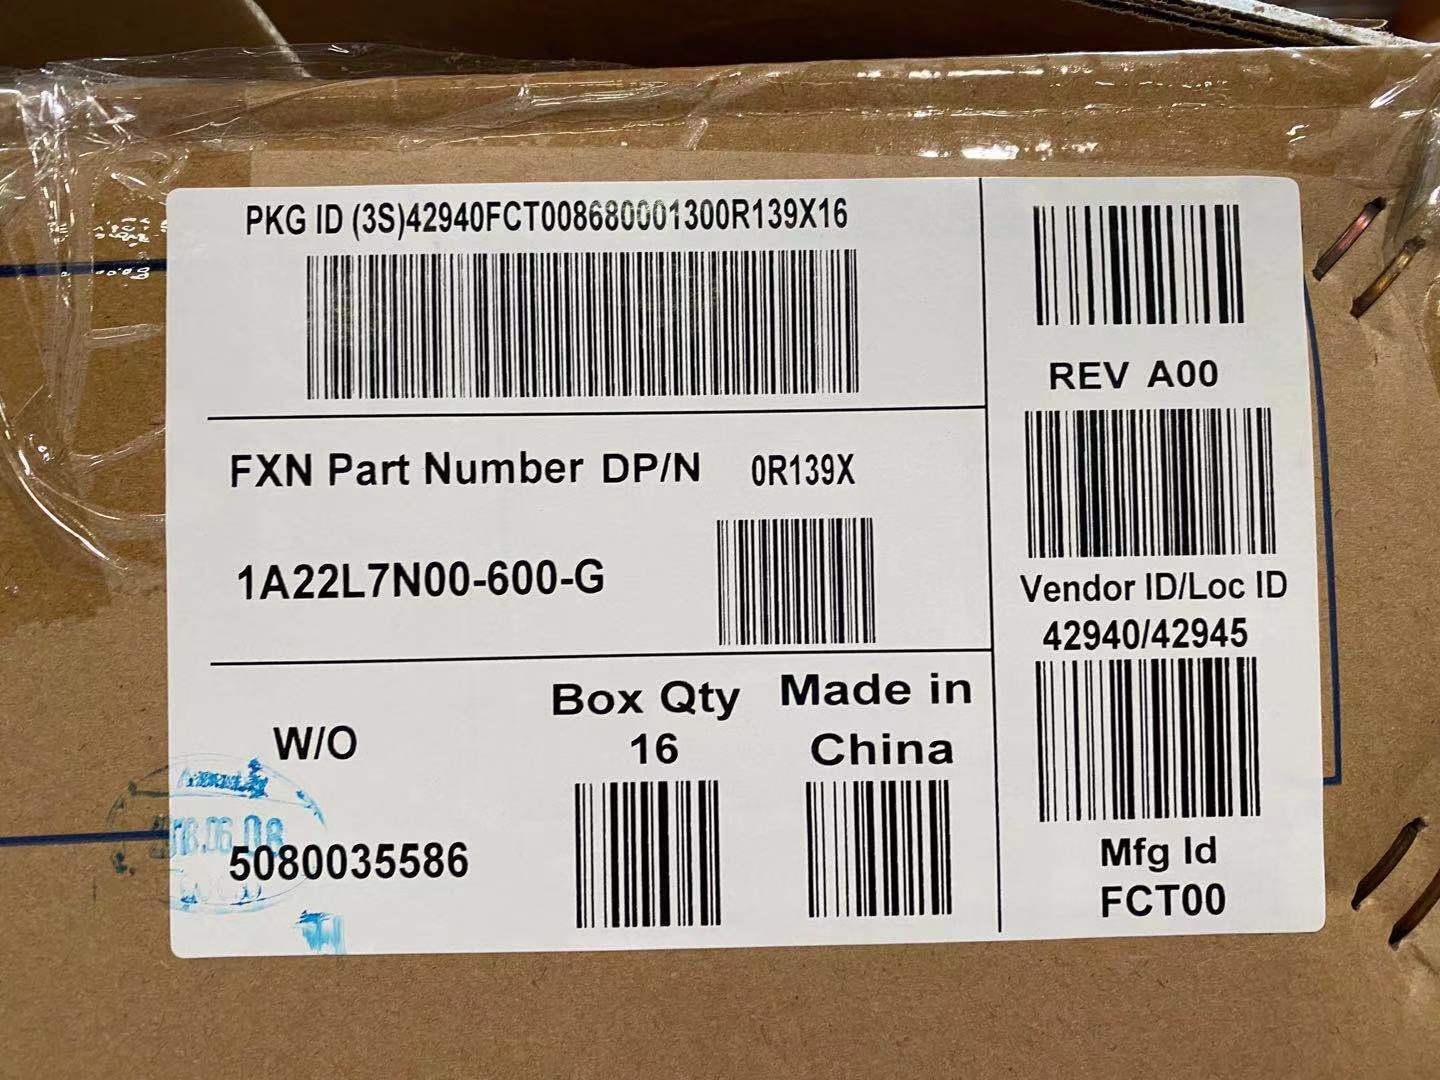 PKG ID (3S)42940FCT008680001300R139X16
REV A00
FXN Part Number DP/N 0R139X
1A22L7N00-600-G
Vendor ID/Loc ID
42940/42945
W/O
Box Qty
16
Made in
China
5080035586
Mfg Id
FCT00